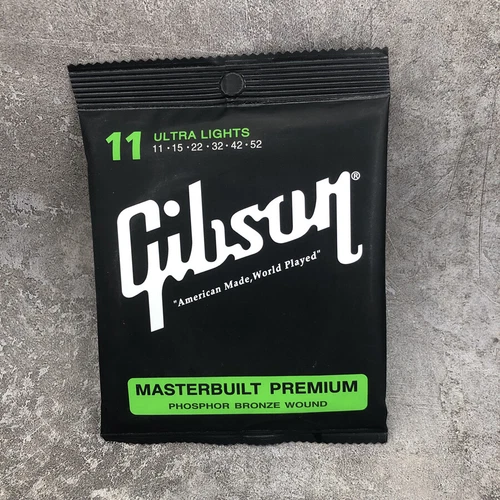 11 ULTRA LIGHTS
11 · 15 · 22 · 32 · 42 · 52
Gibson®
"American Made, World Played"
MASTERBUILT PREMIUM
PHOSPHOR BRONZE WOUND